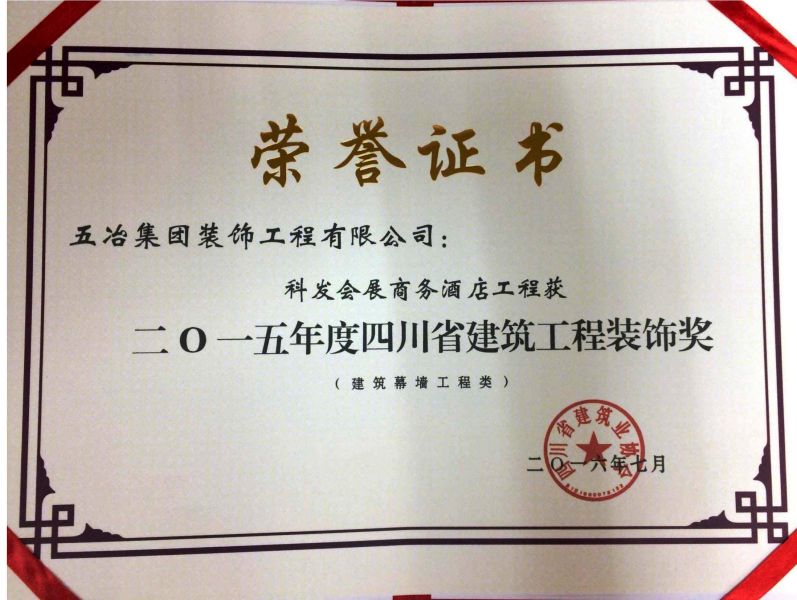 荣誉证书
五冶集团装饰工程有限公司：
科发会展商务酒店工程获
二〇一五年度四川省建筑工程装饰奖
（建筑幕墙工程类）
四川省建筑业协会
二〇一六年七月